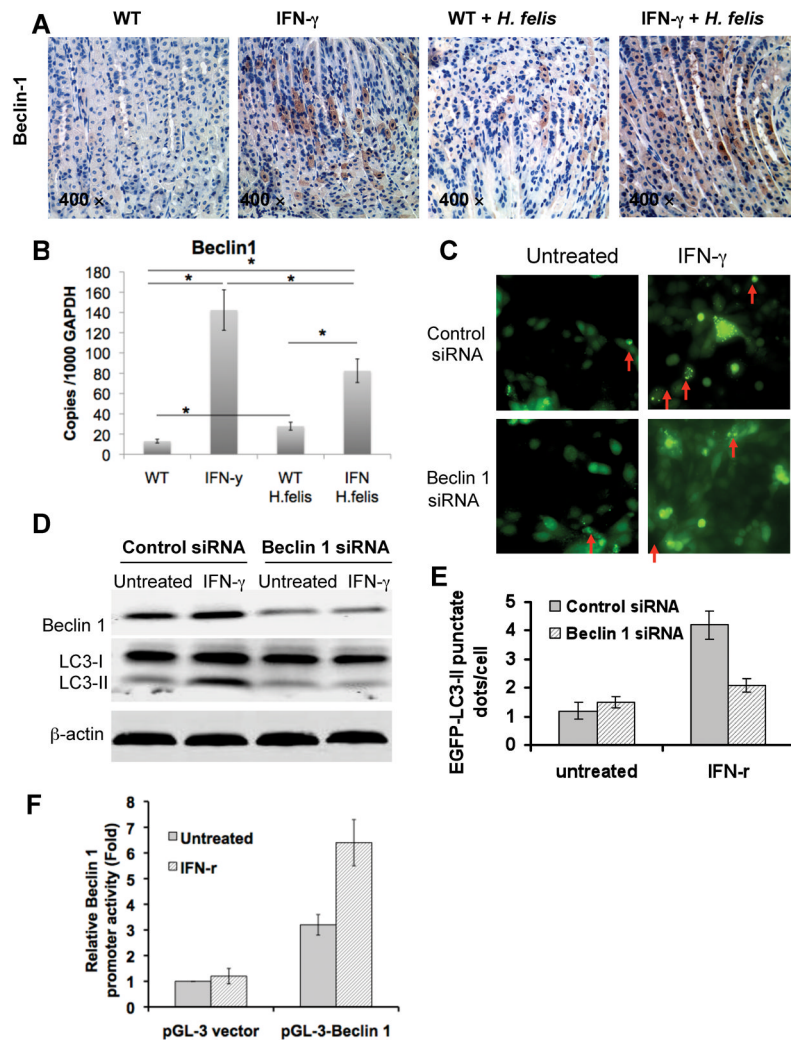 A
WT
IFN-γ
WT + H. felis
IFN-γ + H. felis
Beclin-1
400 ×
400 ×
400 ×
400 ×
B
Beclin1
Copies /1000 GAPDH
180
160
140
120
100
80
60
40
20
0
*
*
*
*
*
WT
IFN-y
WT
H.felis
IFN
H.felis
C
Untreated
IFN-γ
Control
siRNA
Beclin 1
siRNA
D
Control siRNA
Beclin 1 siRNA
Untreated
IFN-γ
Untreated
IFN-γ
Beclin 1
LC3-I
LC3-II
β-actin
E
EGFP-LC3-II punctate
dots/cell
5
4
3
2
1
0
Control siRNA
Beclin 1 siRNA
untreated
IFN-r
F
Relative Beclin 1
promoter activity (Fold)
8
7
6
5
4
3
2
1
0
Untreated
IFN-r
pGL-3 vector
pGL-3-Beclin 1